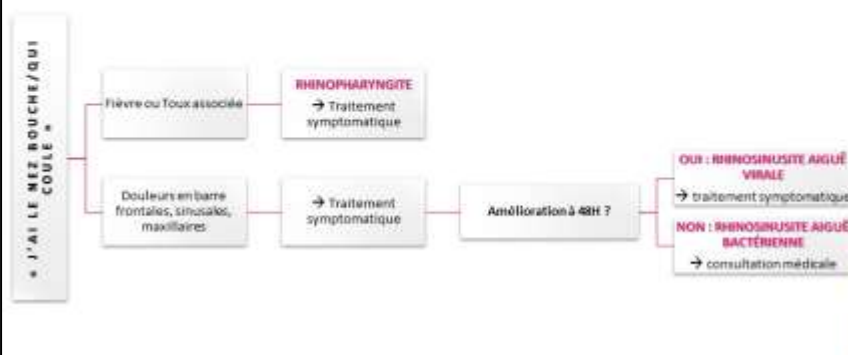 « J'AI LE NEZ BOUCHE/QUI
COULE »
Fièvre ou Toux associée
RHINOPHARYNGITE
→ Traitement
symptomatique
Douleurs en barre
frontales, sinusales,
maxillaires
→ Traitement
symptomatique
Amélioration à 48H ?
OUI : RHINOSINUSITE AIGUË
VIRALE
→ traitement symptomatique
NON : RHINOSINUSITE AIGUË
BACTÉRIENNE
→ consultation médicale